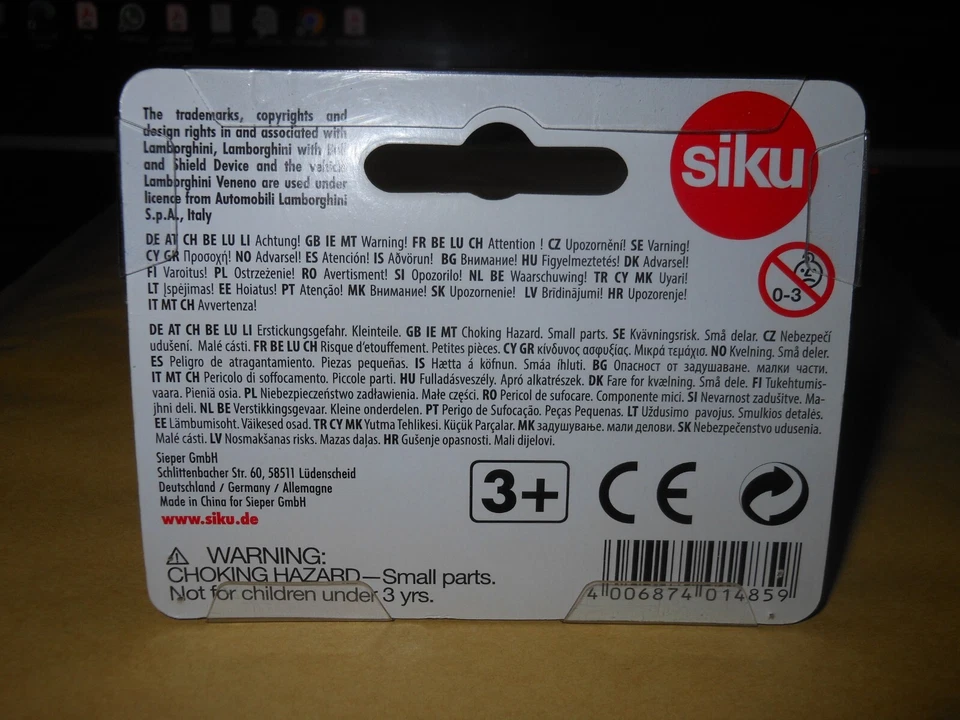 The trademarks, copyrights and
design rights in and associated with
Lamborghini, Lamborghini with Bull
and Shield Device and the vehicle
Lamborghini Veneno are used under
licence from Automobili Lamborghini
S.p.A., Italy
siku
DE AT CH BE LU LI Achtung! GB IE MT Warning! FR BE LU CH Attention ! CZ Upozornění! SE Varning!
CY GR Προσοχή! NO Advarsel! ES Atención! IS Aðvörun! BG Внимание! HU Figyelmeztetés! DK Advarsel!
FI Varoitus! PL Ostrzeżenie! RO Avertisment! SI Opozorilo! NL BE Waarschuwing! TR CY MK Uyari!
LT Įspėjimas! EE Hoiatus! PT Atenção! MK Внимание! SK Upozornenie! LV Brīdinājumi! HR Upozorenje!
IT MT CH Avvertenza!
0-3
DE AT CH BE LU LI Erstickungsgefahr. Kleinteile. GB IE MT Choking Hazard. Small parts. SE Kvävningsrisk. Små delar. CZ Nebezpečí
udušení. Malé cásti. FR BE LU CH Risque d'etouffement. Petites pièces. CY GR κίνδυνος ασφυξίας. Μικρά τεμάχια. NO Kvelning. Små deler.
ES Peligro de atragantamiento. Piezas pequeñas. IS Hætta á köfnun. Smáa íhluti. BG Опасност от задушаване. малки части.
IT MT CH Pericolo di soffocamento. Piccole parti. HU Fulladásveszély. Apró alkatrészek. DK Fare for kvælning. Små dele. FI Tukehtumis-
vaara. Pieniä osia. PL Niebezpieczeństwo zadławienia. Małe części. RO Pericol de sufocare. Componente mici. SI Nevarnost zadušitve. Ma-
jhni deli. NL BE Verstikkingsgevaar. Kleine onderdelen. PT Perigo de Sufocação. Peças Pequenas. LT Uždusimo pavojus. Smulkios detalės.
EE Lämbumisoht. Väikesed osad. TR CY MK Yutma Tehlikesi. Küçük Parçalar. MK задушување. мали делови. SK Nebezpečenstvo udusenia.
Malé cásti. LV Nosmakšanas risks. Mazas daļas. HR Gušenje opasnosti. Mali dijelovi.
Sieper GmbH
Schlittenbacher Str. 60, 58511 Lüdenscheid
Deutschland / Germany / Allemagne
Made in China for Sieper GmbH
www.siku.de
3+
CE
WARNING:
CHOKING HAZARD—Small parts.
Not for children under 3 yrs.
4 006874 014859